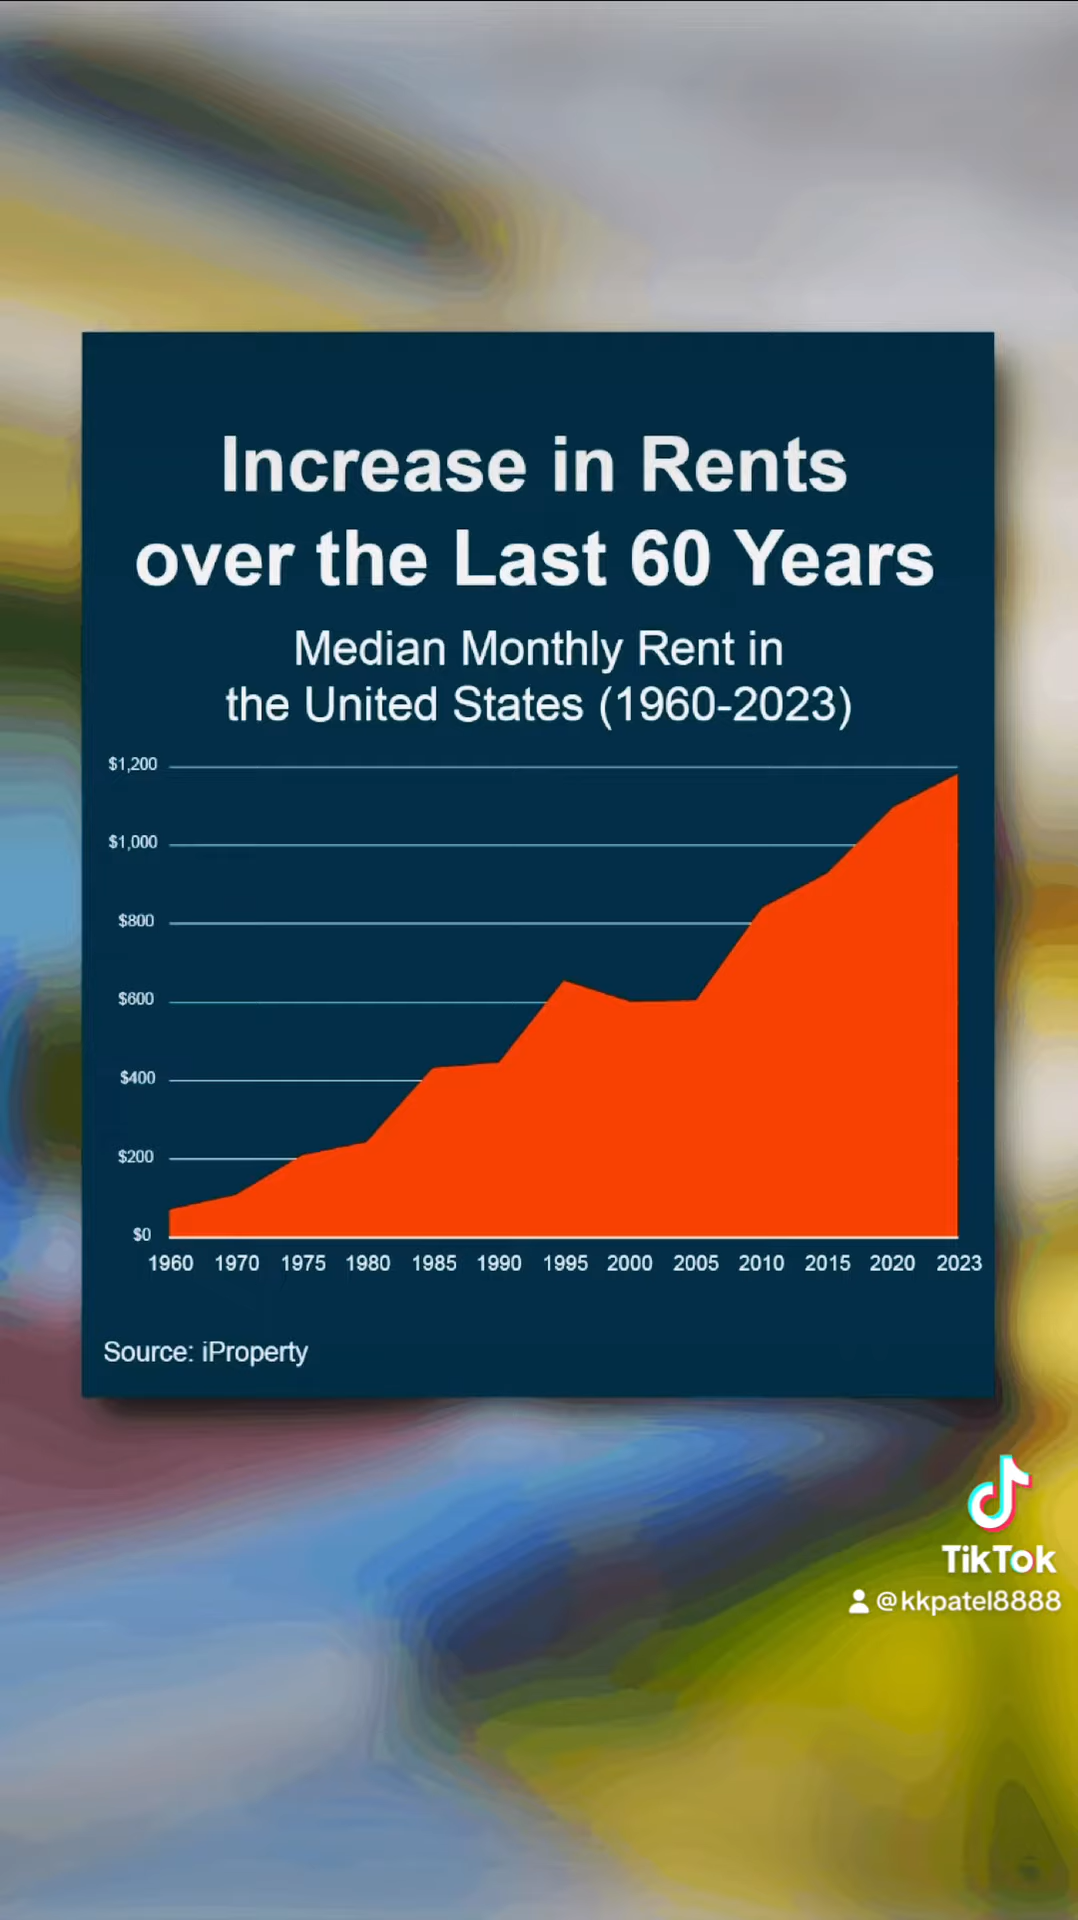 Increase in Rents
over the Last 60 Years
Median Monthly Rent in
the United States (1960-2023)
$1,200
$1,000
$800
$600
$400
$200
$0
1960 1970 1975 1980 1985 1990 1995 2000 2005 2010 2015 2020 2023
Source: iProperty
TikTok
@kkpatel8888